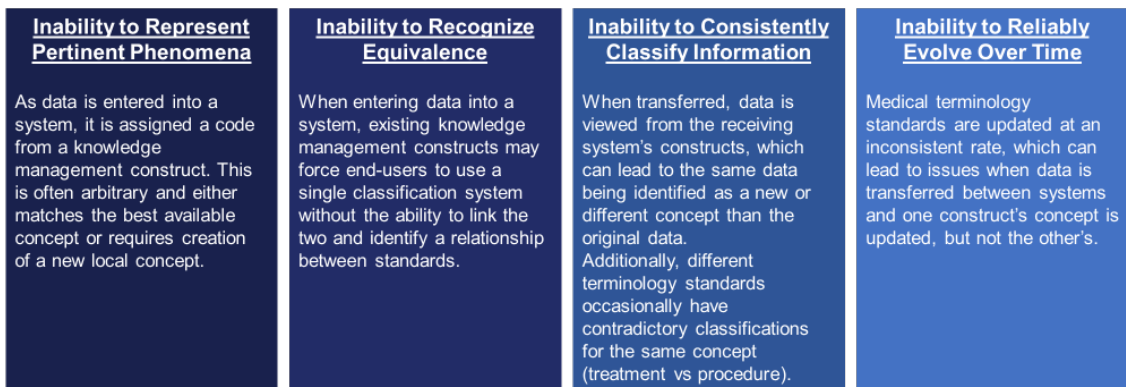 Inability to Represent
Pertinent Phenomena
As data is entered into a
system, it is assigned a code
from a knowledge
management construct. This
is often arbitrary and either
matches the best available
concept or requires creation
of a new local concept.
Inability to Recognize
Equivalence
When entering data into a
system, existing knowledge
management constructs may
force end-users to use a
single classification system
without the ability to link the
two and identify a relationship
between standards.
Inability to Consistently
Classify Information
When transferred, data is
viewed from the receiving
system's constructs, which
can lead to the same data
being identified as a new or
different concept than the
original data.
Additionally, different
terminology standards
occasionally have
contradictory classifications
for the same concept
(treatment vs procedure).
Inability to Reliably
Evolve Over Time
Medical terminology
standards are updated at an
inconsistent rate, which can
lead to issues when data is
transferred between systems
and one construct's concept is
updated, but not the other's.